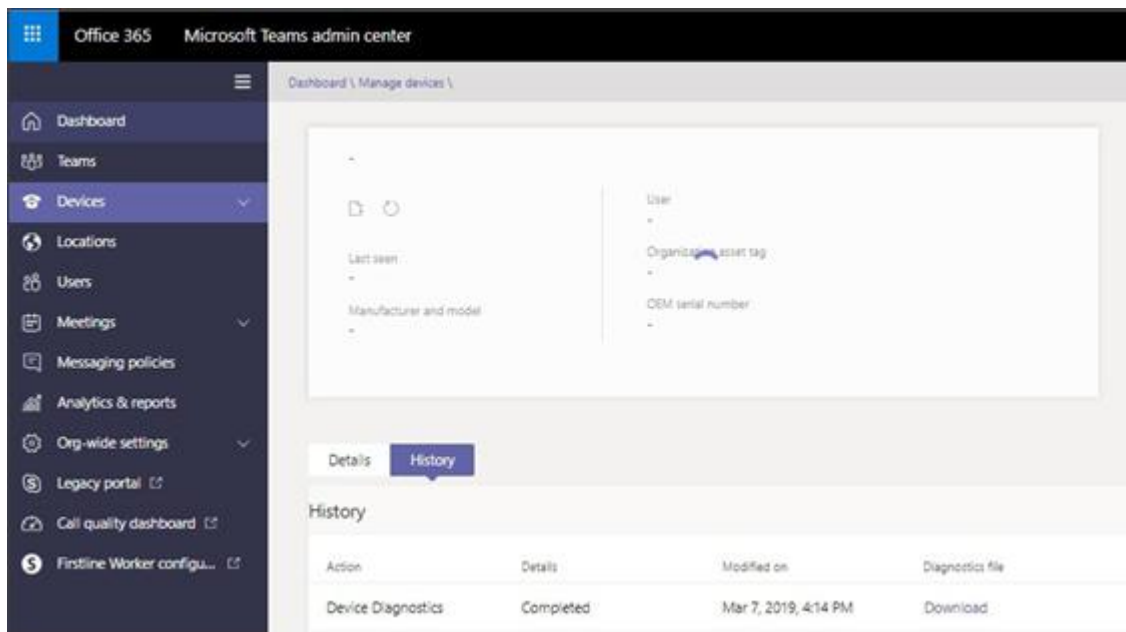 Office 365 Microsoft Teams admin center
Dashboard \ Manage devices \
Dashboard
Teams
Devices
Locations
Users
Meetings
Messaging policies
Analytics & reports
Org-wide settings
Legacy portal
Call quality dashboard
Firstline Worker configu...
-
User
-
Last seen
-
Organization asset tag
-
Manufacturer and model
-
OEM serial number
-
Details History
History
Action Details Modified on Diagnostics file
Device Diagnostics Completed Mar 7, 2019, 4:14 PM Download